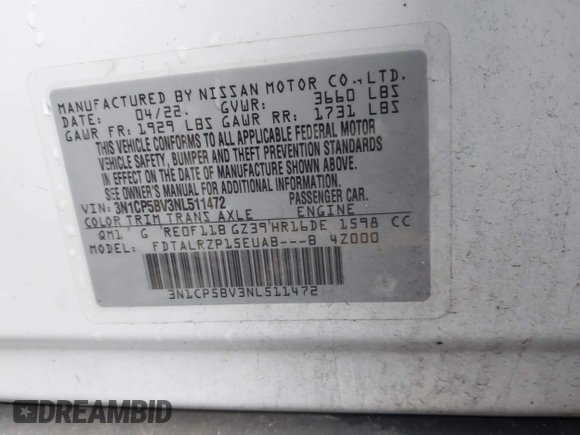 MANUFACTURED BY NISSAN MOTOR CO., LTD.
DATE: 04/22. GVWR: 3660 LBS
GAWR FR: 1929 LBS GAWR RR: 1731 LBS
THIS VEHICLE CONFORMS TO ALL APPLICABLE FEDERAL MOTOR
VEHICLE SAFETY, BUMPER AND THEFT PREVENTION STANDARDS
IN EFFECT ON THE DATE OF MANUFACTURE SHOWN ABOVE.
SEE OWNER'S MANUAL FOR ADDITIONAL INFORMATION.
VIN: 3N1CP5BV3NL511472 PASSENGER CAR.
COLOR TRIM TRANS AXLE ENGINE
QM1 G RE0F11B GZ39 HR16DE 1598 CC
MODEL: FDTALRZP15EUAB---B 4Z000
3N1CP5BV3NL511472
DREAMBID